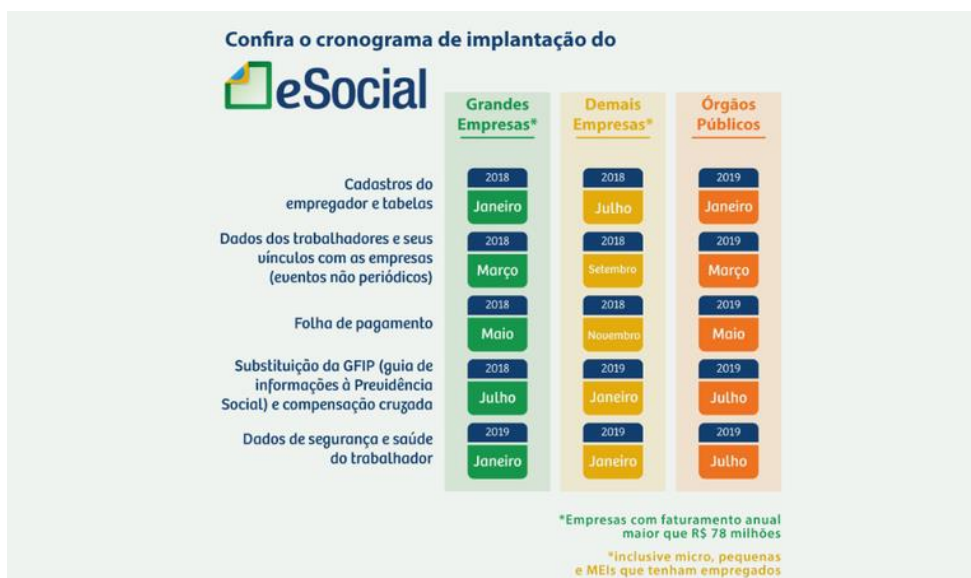 Confira o cronograma de implantação do
eSocial
Grandes
Empresas*
Demais
Empresas*
Órgãos
Públicos
Cadastros do
empregador e tabelas
2018
Janeiro
2018
Julho
2019
Janeiro
Dados dos trabalhadores e seus
vínculos com as empresas
(eventos não periódicos)
2018
Março
2018
Setembro
2019
Março
Folha de pagamento
2018
Maio
2018
Novembro
2019
Maio
Substituição da GFIP (guia de
informações à Previdência
Social) e compensação cruzada
2018
Julho
2019
Janeiro
2019
Julho
Dados de segurança e saúde
do trabalhador
2019
Janeiro
2019
Janeiro
2019
Julho
*Empresas com faturamento anual
maior que R$ 78 milhões
*inclusive micro, pequenas
e MEIs que tenham empregados